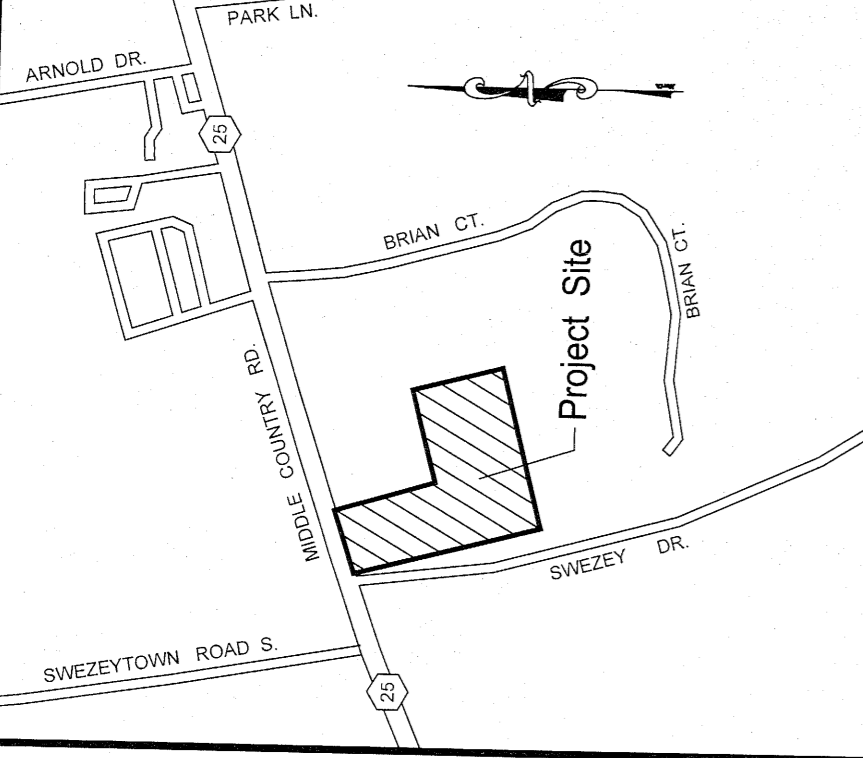 PARK LN.
ARNOLD DR.
25
BRIAN CT.
BRIAN CT.
Project Site
MIDDLE COUNTRY RD.
SWEZEY DR.
SWEZEYTOWN ROAD S.
25